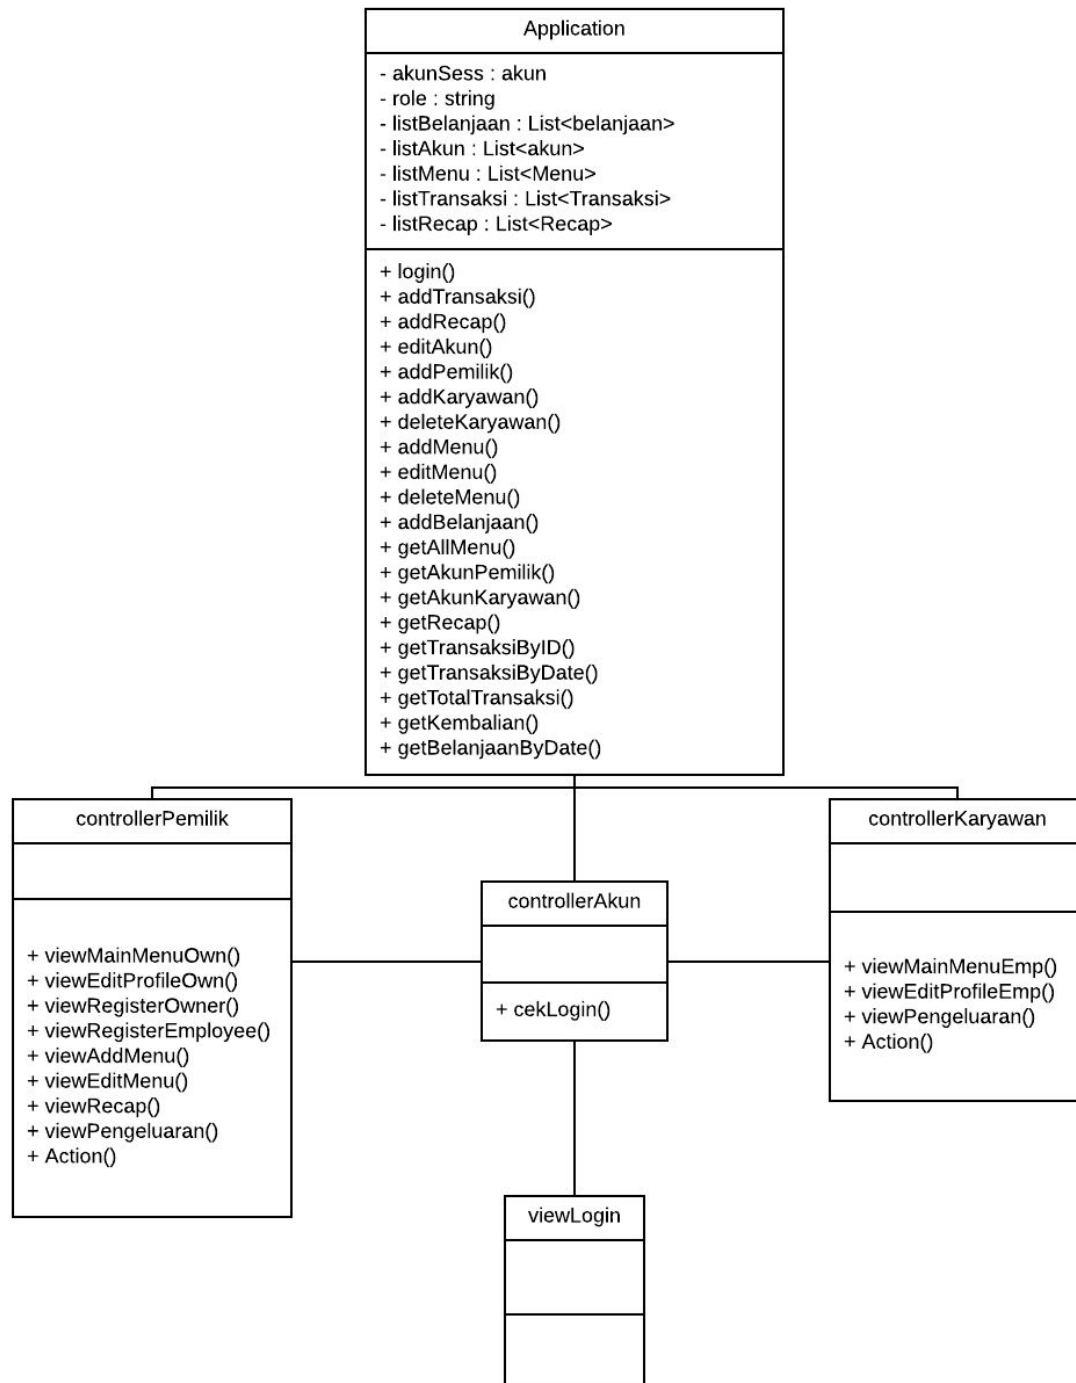 Application
- akunSess : akun
- role : string
- listBelanjaan : List<belanjaan>
- listAkun : List<akun>
- listMenu : List<Menu>
- listTransaksi : List<Transaksi>
- listRecap : List<Recap>
+ login()
+ addTransaksi()
+ addRecap()
+ editAkun()
+ addPemilik()
+ addKaryawan()
+ deleteKaryawan()
+ addMenu()
+ editMenu()
+ deleteMenu()
+ addBelanjaan()
+ getAllMenu()
+ getAkunPemilik()
+ getAkunKaryawan()
+ getRecap()
+ getTransaksiByID()
+ getTransaksiByDate()
+ getTotalTransaksi()
+ getKembalian()
+ getBelanjaanByDate()
controllerPemilik
+ viewMainMenuOwn()
+ viewEditProfileOwn()
+ viewRegisterOwner()
+ viewRegisterEmployee()
+ viewAddMenu()
+ viewEditMenu()
+ viewRecap()
+ viewPengeluaran()
+ Action()
controllerAkun
+ cekLogin()
controllerKaryawan
+ viewMainMenuEmp()
+ viewEditProfileEmp()
+ viewPengeluaran()
+ Action()
viewLogin